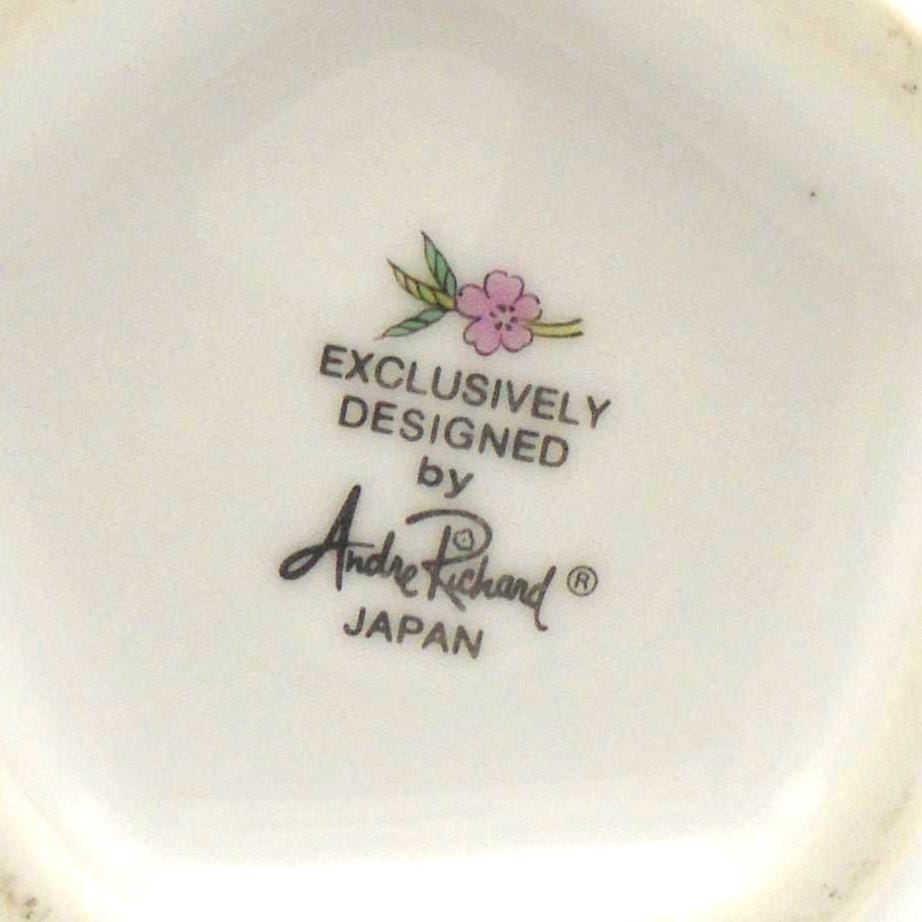 EXCLUSIVELY
DESIGNED
by
Andre Richard ®
JAPAN